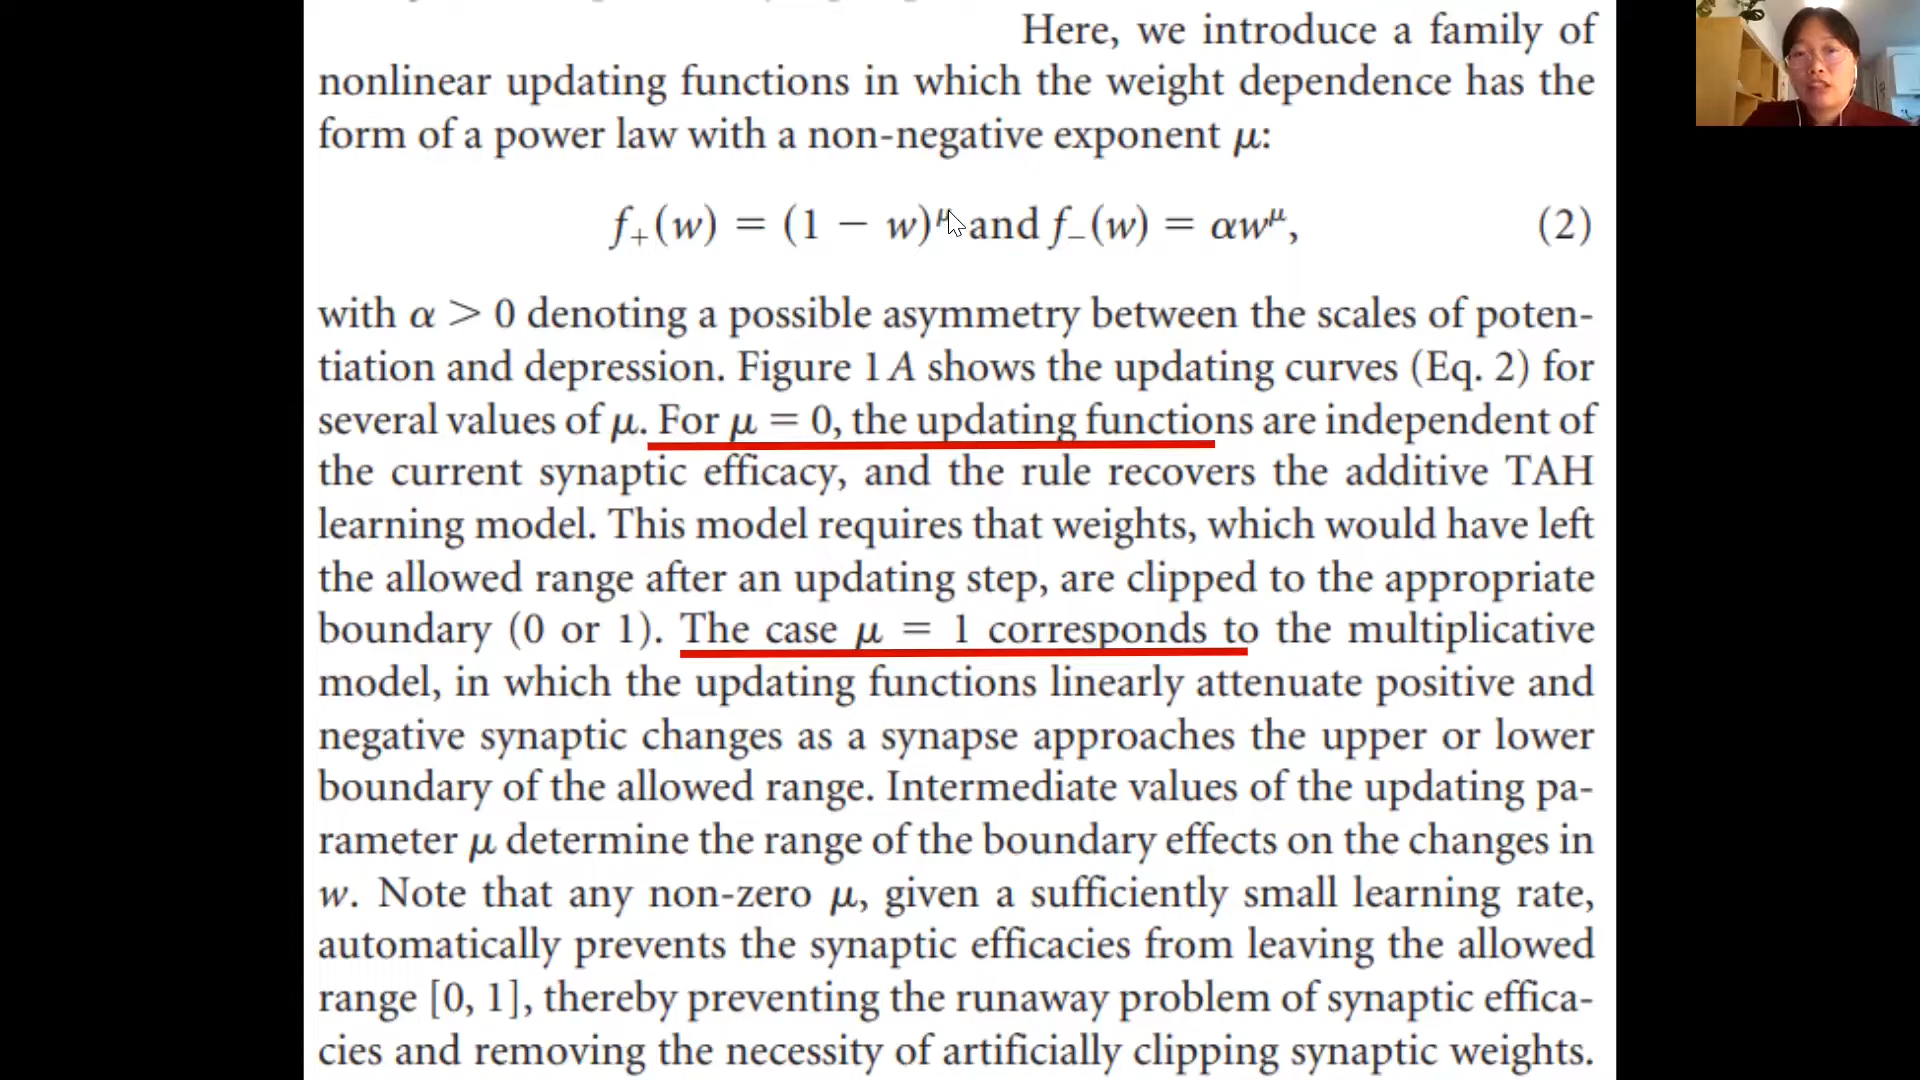 Here, we introduce a family of
nonlinear updating functions in which the weight dependence has the
form of a power law with a non-negative exponent μ:
f₊(w) = (1 − w)^μ and f₋(w) = αw^μ, (2)
with α > 0 denoting a possible asymmetry between the scales of poten-
tiation and depression. Figure 1A shows the updating curves (Eq. 2) for
several values of μ. For μ = 0, the updating functions are independent of
the current synaptic efficacy, and the rule recovers the additive TAH
learning model. This model requires that weights, which would have left
the allowed range after an updating step, are clipped to the appropriate
boundary (0 or 1). The case μ = 1 corresponds to the multiplicative
model, in which the updating functions linearly attenuate positive and
negative synaptic changes as a synapse approaches the upper or lower
boundary of the allowed range. Intermediate values of the updating pa-
rameter μ determine the range of the boundary effects on the changes in
w. Note that any non-zero μ, given a sufficiently small learning rate,
automatically prevents the synaptic efficacies from leaving the allowed
range [0, 1], thereby preventing the runaway problem of synaptic effica-
cies and removing the necessity of artificially clipping synaptic weights.